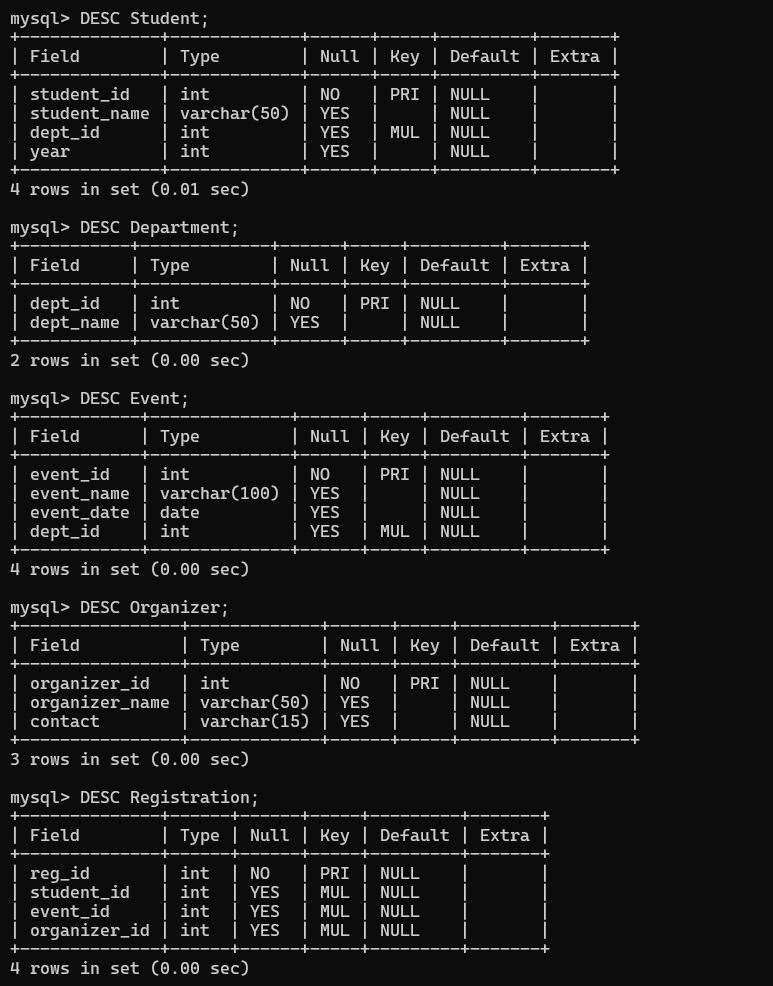 mysql> DESC Student;
+--------------+-------------+------+-----+---------+-------+
| Field        | Type        | Null | Key | Default | Extra |
+--------------+-------------+------+-----+---------+-------+
| student_id   | int         | NO   | PRI | NULL    |       |
| student_name | varchar(50) | YES  |     | NULL    |       |
| dept_id      | int         | YES  | MUL | NULL    |       |
| year         | int         | YES  |     | NULL    |       |
+--------------+-------------+------+-----+---------+-------+
4 rows in set (0.01 sec)

mysql> DESC Department;
+-----------+-------------+------+-----+---------+-------+
| Field     | Type        | Null | Key | Default | Extra |
+-----------+-------------+------+-----+---------+-------+
| dept_id   | int         | NO   | PRI | NULL    |       |
| dept_name | varchar(50) | YES  |     | NULL    |       |
+-----------+-------------+------+-----+---------+-------+
2 rows in set (0.00 sec)

mysql> DESC Event;
+------------+--------------+------+-----+---------+-------+
| Field      | Type         | Null | Key | Default | Extra |
+------------+--------------+------+-----+---------+-------+
| event_id   | int          | NO   | PRI | NULL    |       |
| event_name | varchar(100) | YES  |     | NULL    |       |
| event_date | date         | YES  |     | NULL    |       |
| dept_id    | int          | YES  | MUL | NULL    |       |
+------------+--------------+------+-----+---------+-------+
4 rows in set (0.00 sec)

mysql> DESC Organizer;
+----------------+-------------+------+-----+---------+-------+
| Field          | Type        | Null | Key | Default | Extra |
+----------------+-------------+------+-----+---------+-------+
| organizer_id   | int         | NO   | PRI | NULL    |       |
| organizer_name | varchar(50) | YES  |     | NULL    |       |
| contact        | varchar(15) | YES  |     | NULL    |       |
+----------------+-------------+------+-----+---------+-------+
3 rows in set (0.00 sec)

mysql> DESC Registration;
+--------------+------+------+-----+---------+-------+
| Field        | Type | Null | Key | Default | Extra |
+--------------+------+------+-----+---------+-------+
| reg_id       | int  | NO   | PRI | NULL    |       |
| student_id   | int  | YES  | MUL | NULL    |       |
| event_id     | int  | YES  | MUL | NULL    |       |
| organizer_id | int  | YES  | MUL | NULL    |       |
+--------------+------+------+-----+---------+-------+
4 rows in set (0.00 sec)